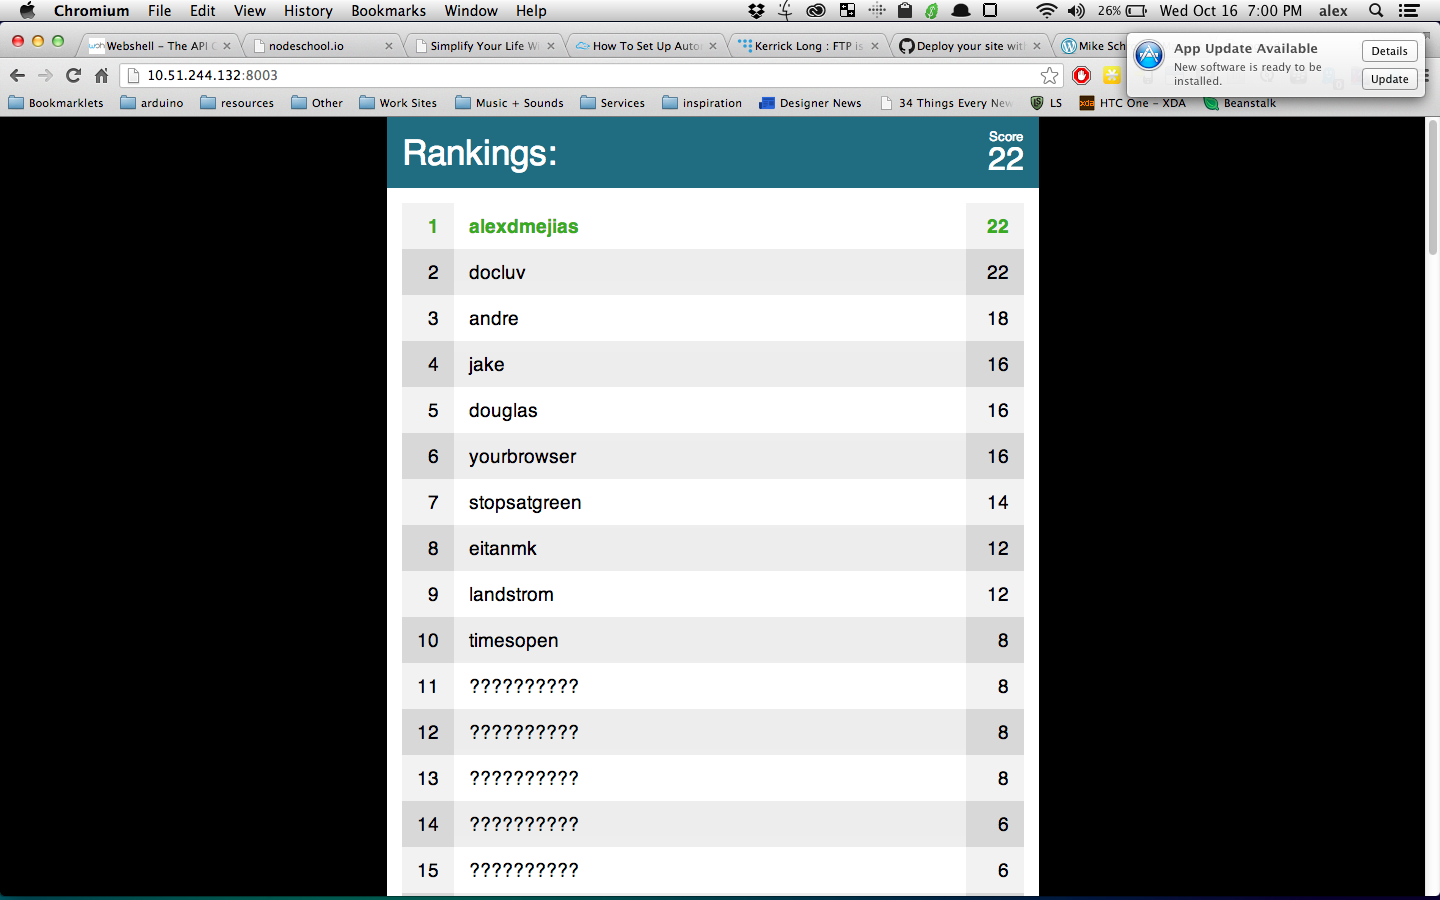 Chromium File Edit View History Bookmarks Window Help 26% Wed Oct 16 7:00 PM alex
Webshell – The API nodeschool.io Simplify Your Life How To Set Up Kerrick Long : FTP is Deploy your site Mike
App Update Available
New software is ready to be
installed.
Details
Update
10.51.244.132:8003
Bookmarklets arduino resources Other Work Sites Music + Sounds Services inspiration Designer News 34 Things Every LS HTC One – XDA Beanstalk
Rankings:
Score
22
1 alexdmejias 22
2 docluv 22
3 andre 18
4 jake 16
5 douglas 16
6 yourbrowser 16
7 stopsatgreen 14
8 eitanmk 12
9 landstrom 12
10 timesopen 8
11 ?????????? 8
12 ?????????? 8
13 ?????????? 8
14 ?????????? 6
15 ?????????? 6